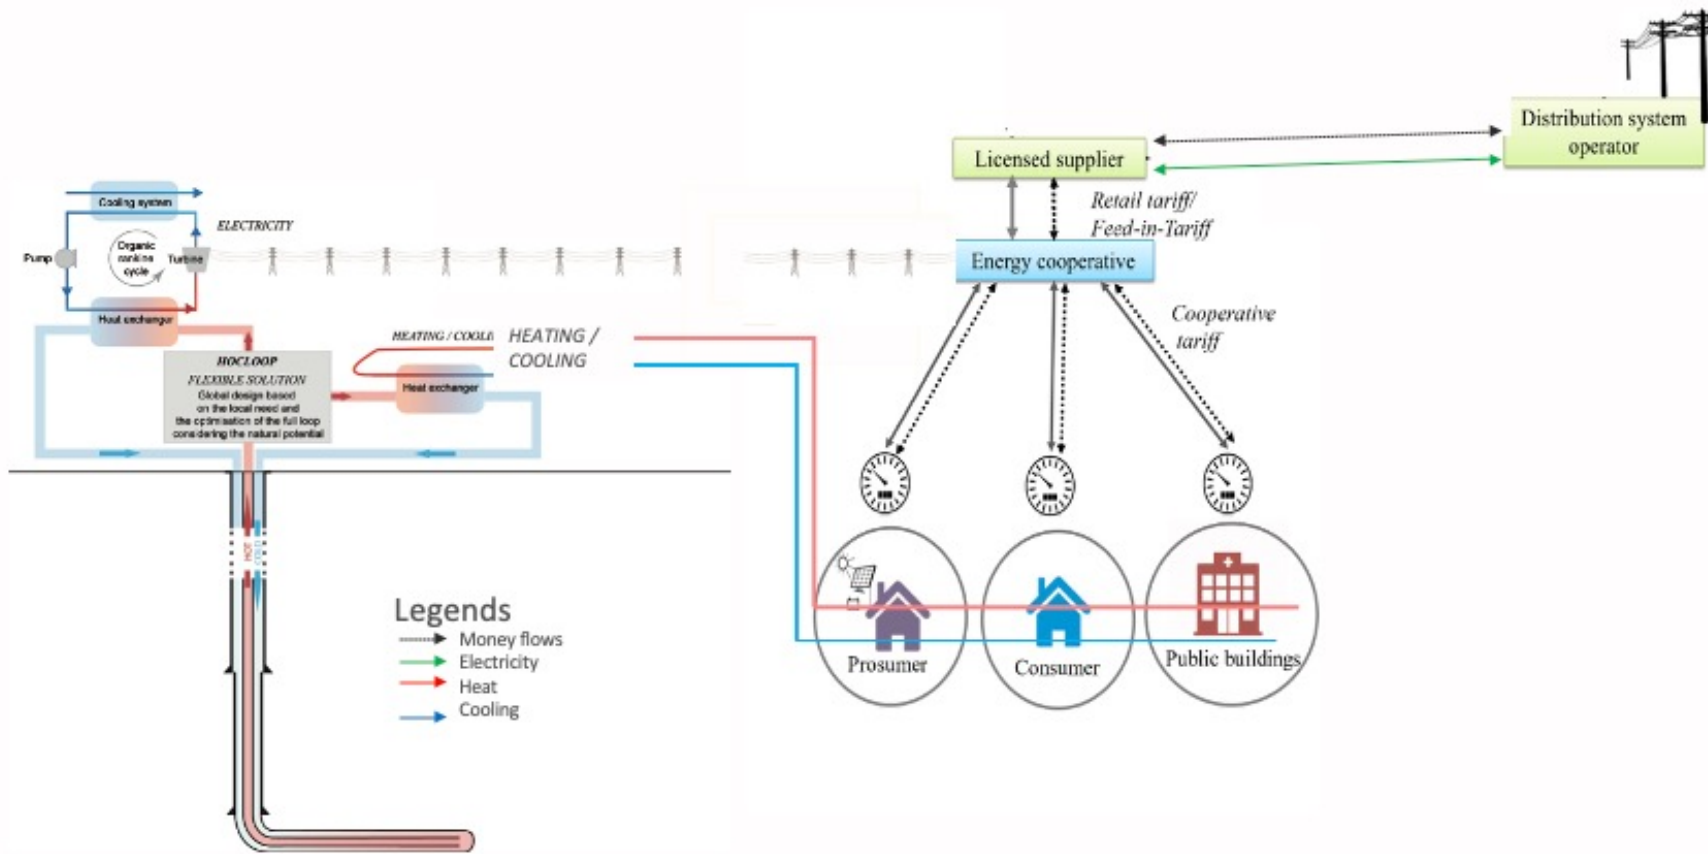 Distribution system
operator
Licensed supplier
Retail tariff/
Feed-in-Tariff
Energy cooperative
Cooperative
tariff
Cooling system
ELECTRICITY
Pump
Organic
rankine
cycle
Turbine
Heat exchanger
HOCLOOP
FLEXIBLE SOLUTION
Global design based
on the local need and
the optimisation of the full loop
considering the natural potential
HEATING / COOLI
HEATING /
COOLING
Heat exchanger
HOT
COLD
Legends
Money flows
Electricity
Heat
Cooling
Prosumer
Consumer
Public buildings